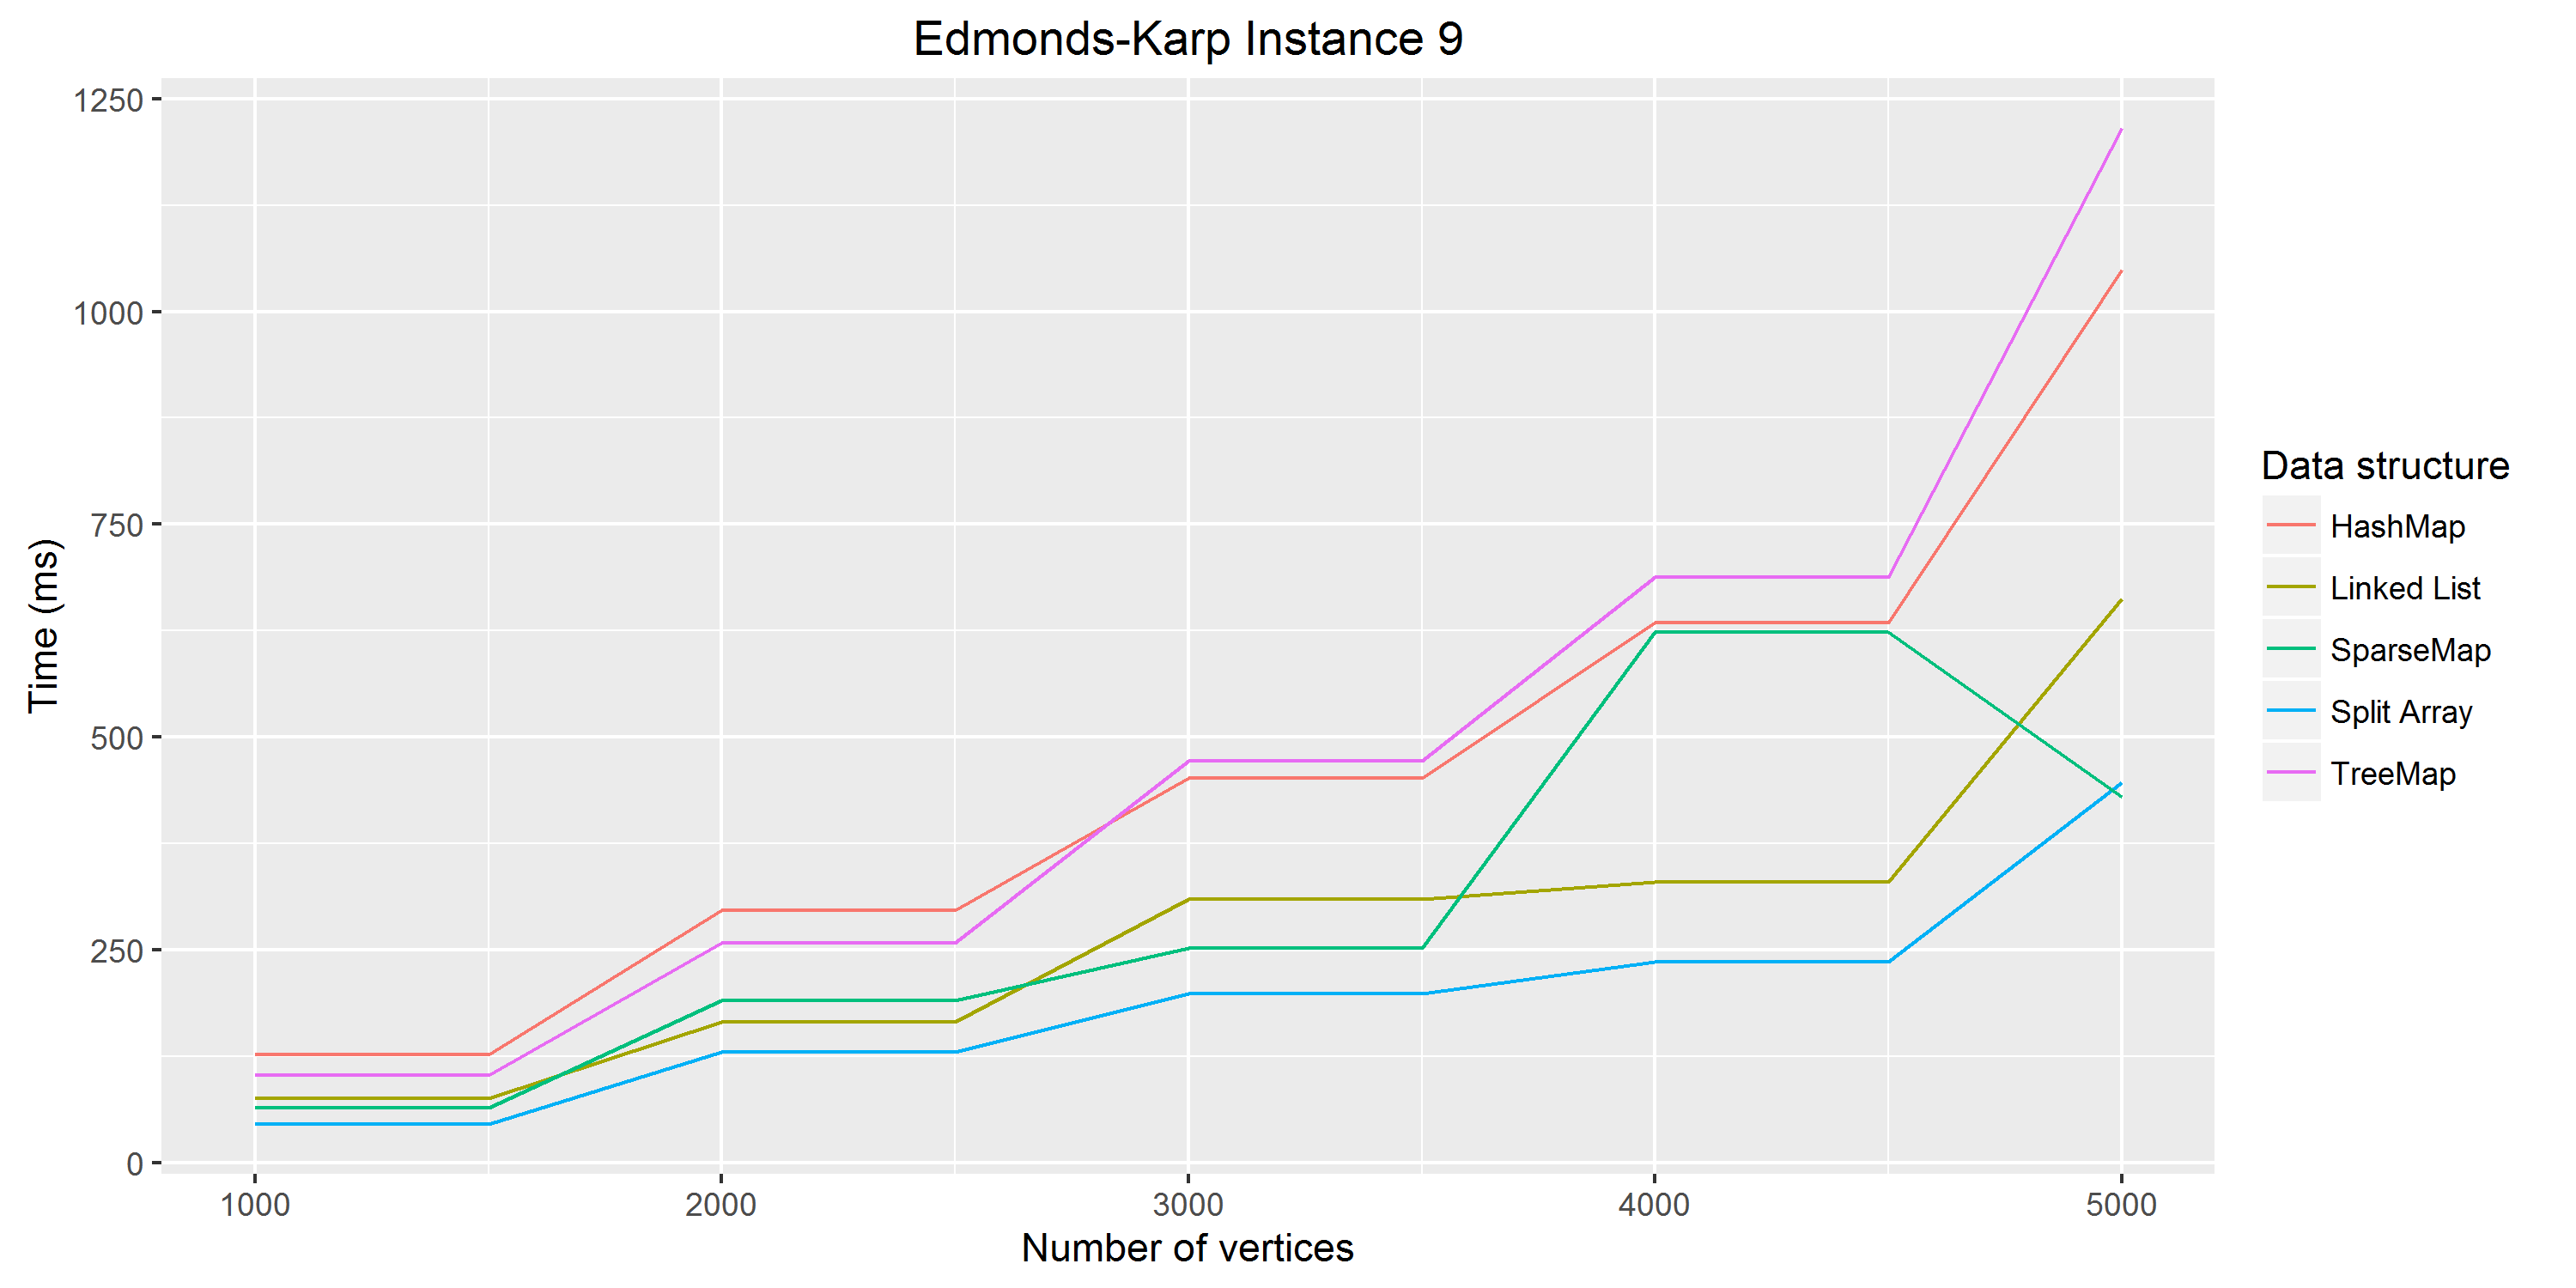 Edmonds-Karp Instance 9
1250
1000
750
500
250
0
Time (ms)
1000 2000 3000 4000 5000
Number of vertices
Data structure
HashMap
Linked List
SparseMap
Split Array
TreeMap